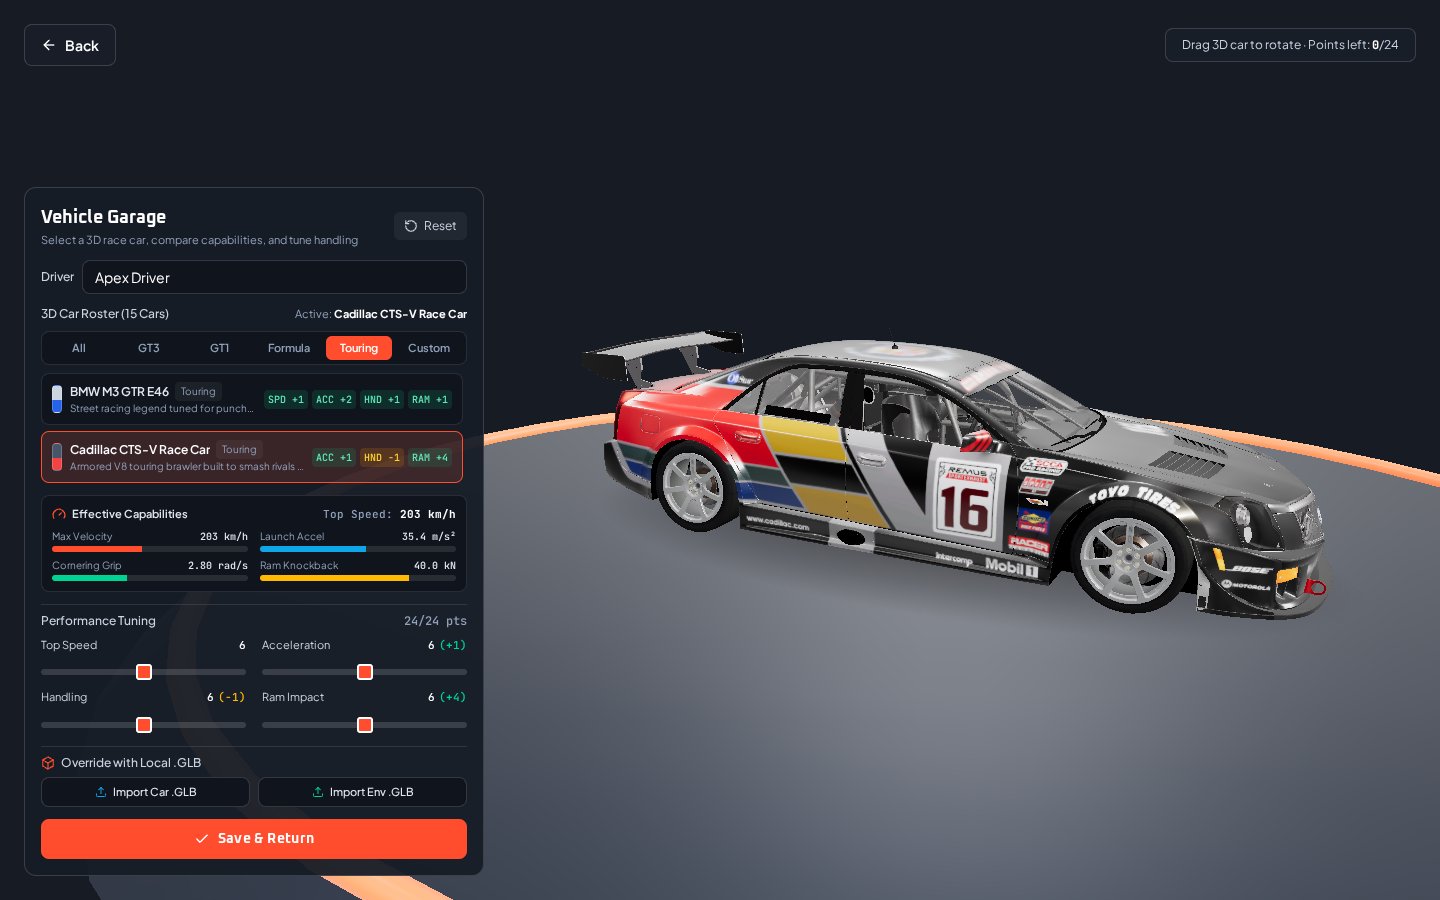 Back
Drag 3D car to rotate · Points left: 0/24
Vehicle Garage
Select a 3D race car, compare capabilities, and tune handling
Reset
Driver
Apex Driver
3D Car Roster (15 Cars)
Active: Cadillac CTS-V Race Car
All GT3 GT1 Formula Touring Custom
BMW M3 GTR E46 Touring
Street racing legend tuned for punch…
SPD +1 ACC +2 HND +1 RAM +1
Cadillac CTS-V Race Car Touring
Armored V8 touring brawler built to smash rivals …
ACC +1 HND -1 RAM +4
Effective Capabilities
Top Speed: 203 km/h
Max Velocity 203 km/h
Launch Accel 35.4 m/s²
Cornering Grip 2.80 rad/s
Ram Knockback 40.0 kN
Performance Tuning 24/24 pts
Top Speed 6
Acceleration 6 (+1)
Handling 6 (-1)
Ram Impact 6 (+4)
Override with Local .GLB
Import Car .GLB
Import Env .GLB
Save & Return
REMUS
16
SCCA
TOYO TIRES
www.cadillac.com
RACER
Intercomp
Mobil 1
BOSE
MOTOROLA